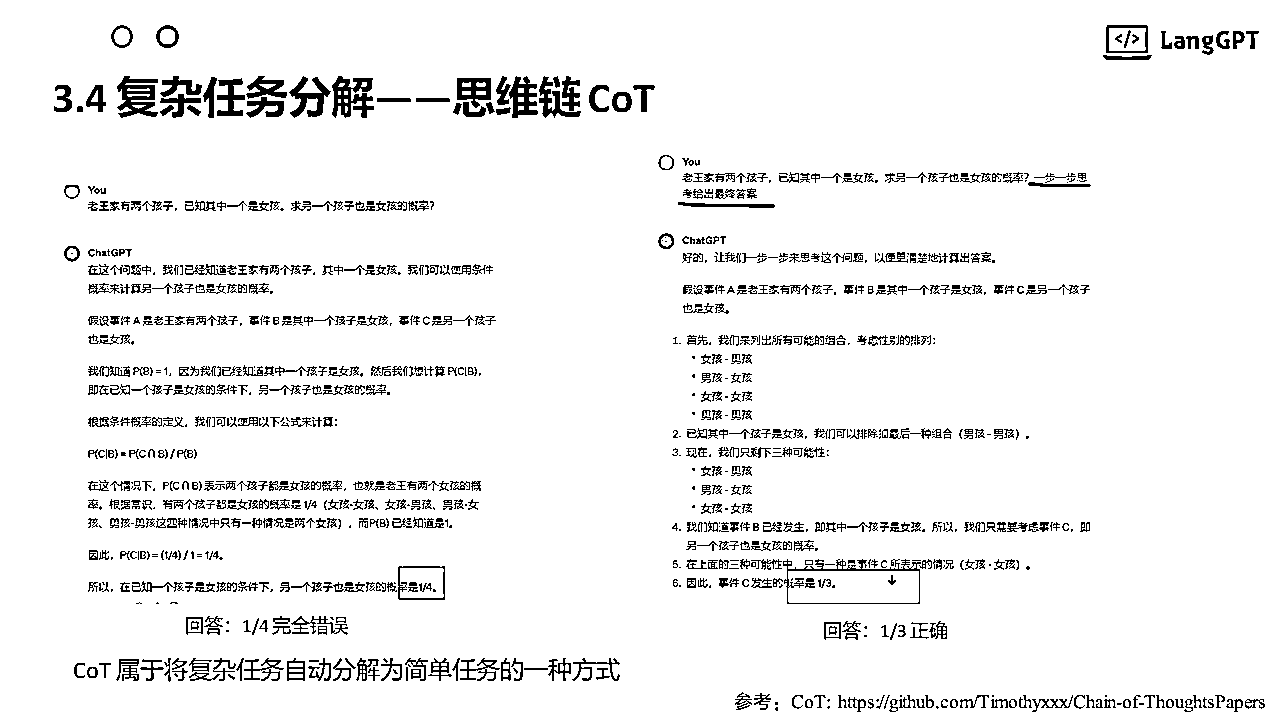 </> LangGPT
3.4 复杂任务分解——思维链 CoT
You
老王家有两个孩子，已知其中一个是女孩。求另一个孩子也是女孩的概率？
ChatGPT
在这个问题中，我们已经知道老王家有两个孩子，其中一个是女孩。我们可以使用条件
概率来计算另一个孩子也是女孩的概率。
假设事件 A 是老王家有两个孩子，事件 B 是其中一个孩子是女孩，事件 C 是另一个孩子
也是女孩。
我们知道 P(B) = 1，因为我们已经知道其中一个孩子是女孩。然后我们想计算 P(C|B)，
即在已知一个孩子是女孩的条件下，另一个孩子也是女孩的概率。
根据条件概率的定义，我们可以使用以下公式来计算：
P(C|B) = P(C ∩ B) / P(B)
在这个情况下，P(C ∩ B) 表示两个孩子都是女孩的概率，也就是老王有两个女孩的概
率。根据常识，有两个孩子都是女孩的概率是 1/4（女孩-女孩、女孩-男孩、男孩-女
孩、男孩-男孩这四种情况中只有一种情况是两个女孩），而P(B) 已经知道是1。
因此，P(C|B) = (1/4) / 1 = 1/4。
所以，在已知一个孩子是女孩的条件下，另一个孩子也是女孩的概率是1/4。
回答：1/4 完全错误
You
老王家有两个孩子，已知其中一个是女孩。求另一个孩子也是女孩的概率？一步一步思
考给出最终答案
ChatGPT
好的，让我们一步一步来思考这个问题，以便更清楚地计算出答案。
假设事件 A 是老王家有两个孩子，事件 B 是其中一个孩子是女孩，事件 C 是另一个孩子
也是女孩。
1. 首先，我们来列出所有可能的组合，考虑性别的排列：
• 女孩 - 男孩
• 男孩 - 女孩
• 女孩 - 女孩
• 男孩 - 男孩
2. 已知其中一个孩子是女孩，我们可以排除掉最后一种组合（男孩 - 男孩）。
3. 现在，我们只剩下三种可能性：
• 女孩 - 男孩
• 男孩 - 女孩
• 女孩 - 女孩
4. 我们知道事件 B 已经发生，即其中一个孩子是女孩。所以，我们只需要考虑事件 C，即
另一个孩子也是女孩的概率。
5. 在上面的三种可能性中，只有一种是事件 C 所表示的情况（女孩 - 女孩）。
6. 因此，事件 C 发生的概率是 1/3。
回答：1/3 正确
CoT 属于将复杂任务自动分解为简单任务的一种方式
参考：CoT: https://github.com/Timothyxxx/Chain-of-ThoughtsPapers